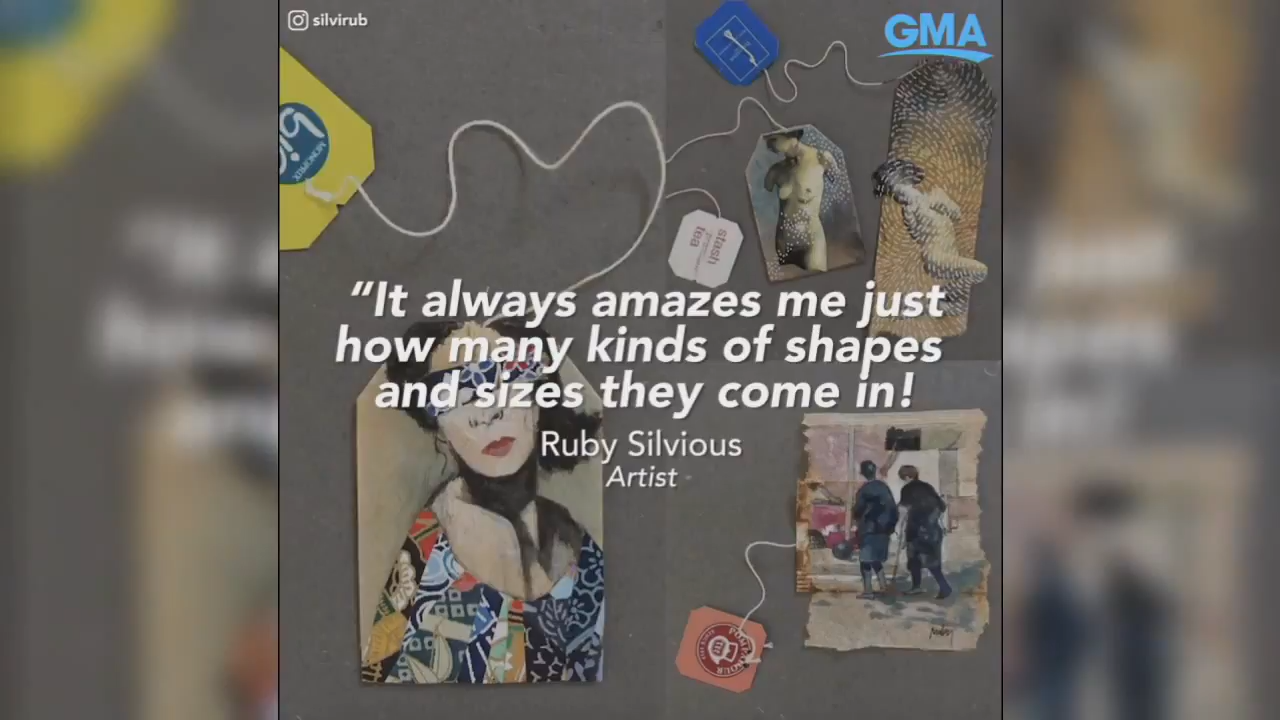 silvirub
GMA
big
stash
tea
"It always amazes me just
how many kinds of shapes
and sizes they come in!
Ruby Silvious
Artist